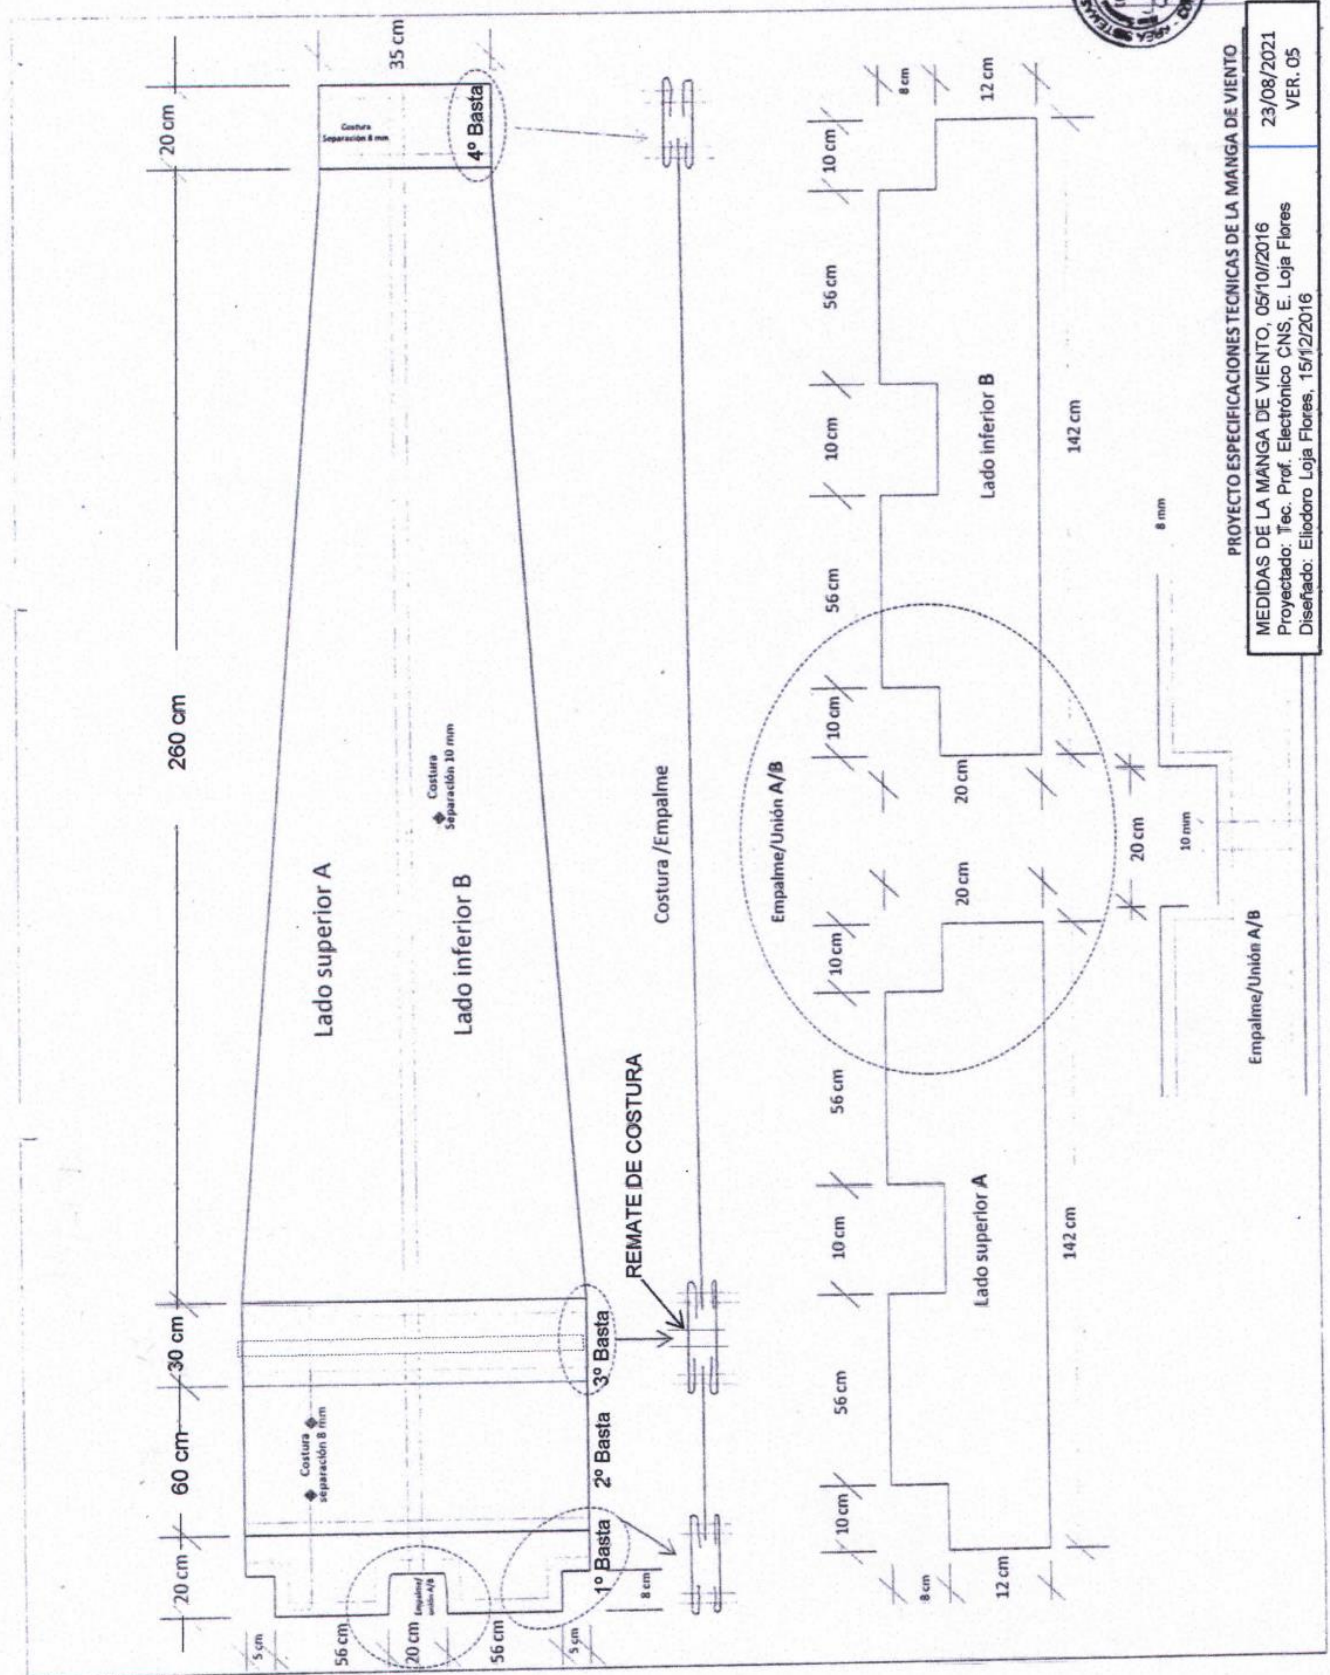 20 cm
60 cm
30 cm
260 cm
20 cm
35 cm
Costura
separación 8 mm
Lado superior A
Lado inferior B
Costura
Separación 10 mm
Costura
Separación 8 mm
5 cm
56 cm
20 cm
56 cm
5 cm
Empalme/
unión A/B
8 cm
1º Basta
2º Basta
3º Basta
4º Basta
REMATE DE COSTURA
Costura /Empalme
Empalme/Unión A/B
10 cm
56 cm
10 cm
56 cm
10 cm
10 cm
56 cm
10 cm
56 cm
10 cm
8 cm
12 cm
Lado superior A
20 cm
20 cm
Lado inferior B
8 cm
12 cm
142 cm
142 cm
20 cm
10 mm
8 mm
Empalme/Unión A/B
AREA SISTEMAS
PROYECTO ESPECIFICACIONES TECNICAS DE LA MANGA DE VIENTO
MEDIDAS DE LA MANGA DE VIENTO, 05/10//2016
Proyectado: Tec. Prof. Electrónico CNS, E. Loja Flores
Diseñado: Eliodoro Loja Flores, 15/12/2016
23/08/2021
VER. 05